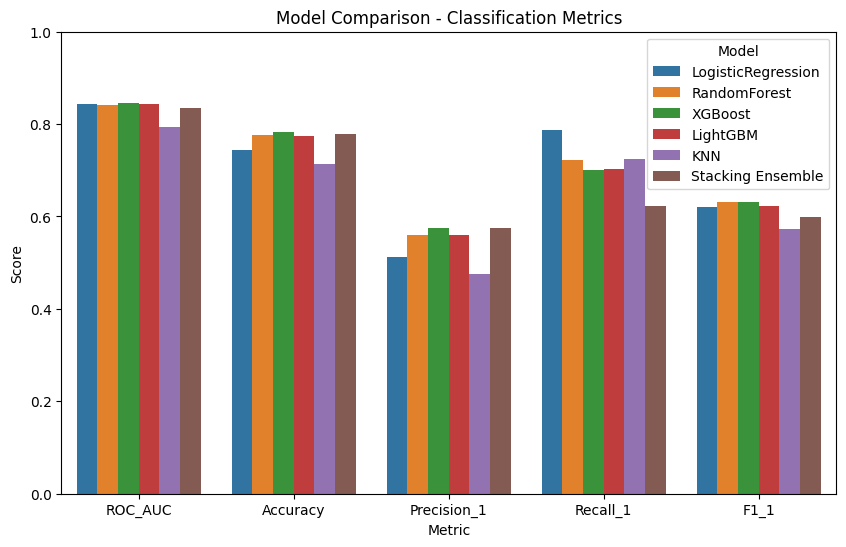 Model Comparison - Classification Metrics
1.0
0.8
0.6
0.4
0.2
0.0
Score
Model
LogisticRegression
RandomForest
XGBoost
LightGBM
KNN
Stacking Ensemble
ROC_AUC
Accuracy
Precision_1
Recall_1
F1_1
Metric